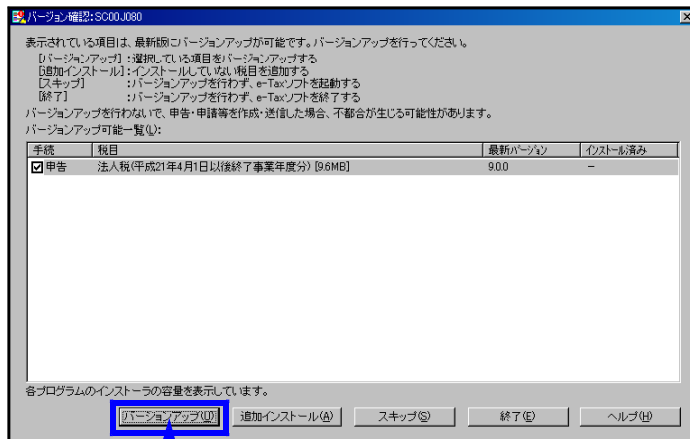 バージョン確認:SC00J080
表示されている項目は、最新版にバージョンアップが可能です。バージョンアップを行ってください。
[バージョンアップ]:選択している項目をバージョンアップする
[追加インストール]:インストールしていない税目を追加する
[スキップ] :バージョンアップを行わず、e-Taxソフトを起動する
[終了] :バージョンアップを行わず、e-Taxソフトを終了する
バージョンアップを行わないで、申告・申請等を作成・送信した場合、不都合が生じる可能性があります。
バージョンアップ可能一覧(L):
手続 税目 最新バージョン インストール済み
申告 法人税(平成21年4月1日以後終了事業年度分) [9.6MB] 9.0.0 -
各プログラムのインストーラの容量を表示しています。
バージョンアップ(U) 追加インストール(A) スキップ(S) 終了(E) ヘルプ(H)